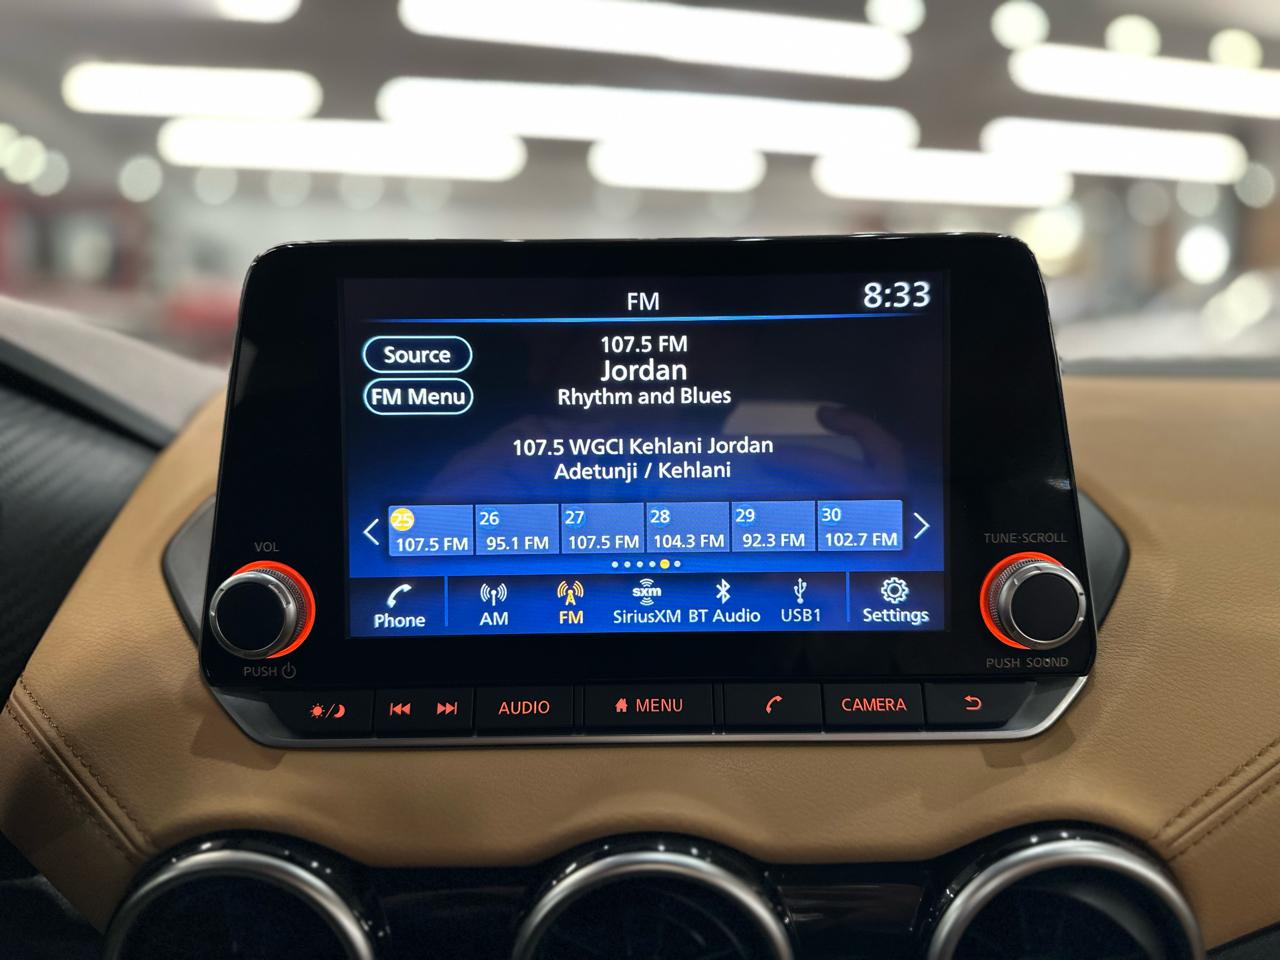 FM
8:33
Source
FM Menu
107.5 FM
Jordan
Rhythm and Blues
107.5 WGCI Kehlani Jordan
Adetunji / Kehlani
25 26 27 28 29 30
107.5 FM 95.1 FM 107.5 FM 104.3 FM 92.3 FM 102.7 FM
Phone AM FM sxm SiriusXM BT Audio USB1 Settings
VOL
PUSH
TUNE·SCROLL
PUSH SOUND
AUDIO MENU CAMERA